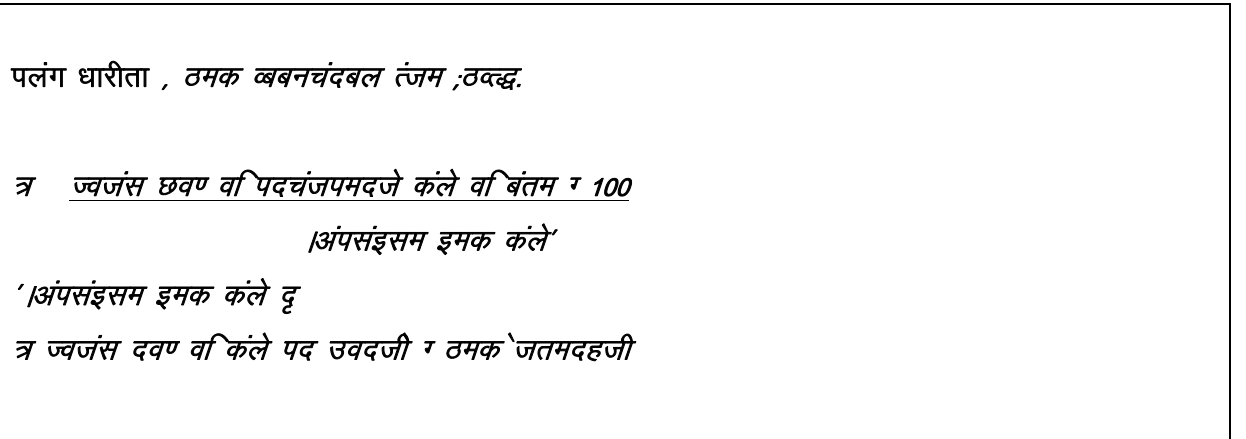 पलंग धारीता , ठमक व्बबनचंदबल त्ंजम ;ठव्त्द्ध.
त्र ज्वजंस छवण व िपदचंजपमदजे कंले व िबंतम ग 100
।अंपसंइसम इमक कंले’
’।अंपसंइसम इमक कंले दृ
त्र ज्वजंस दवण व िकंले पद उवदजी ग ठमक ेजतमदहजी